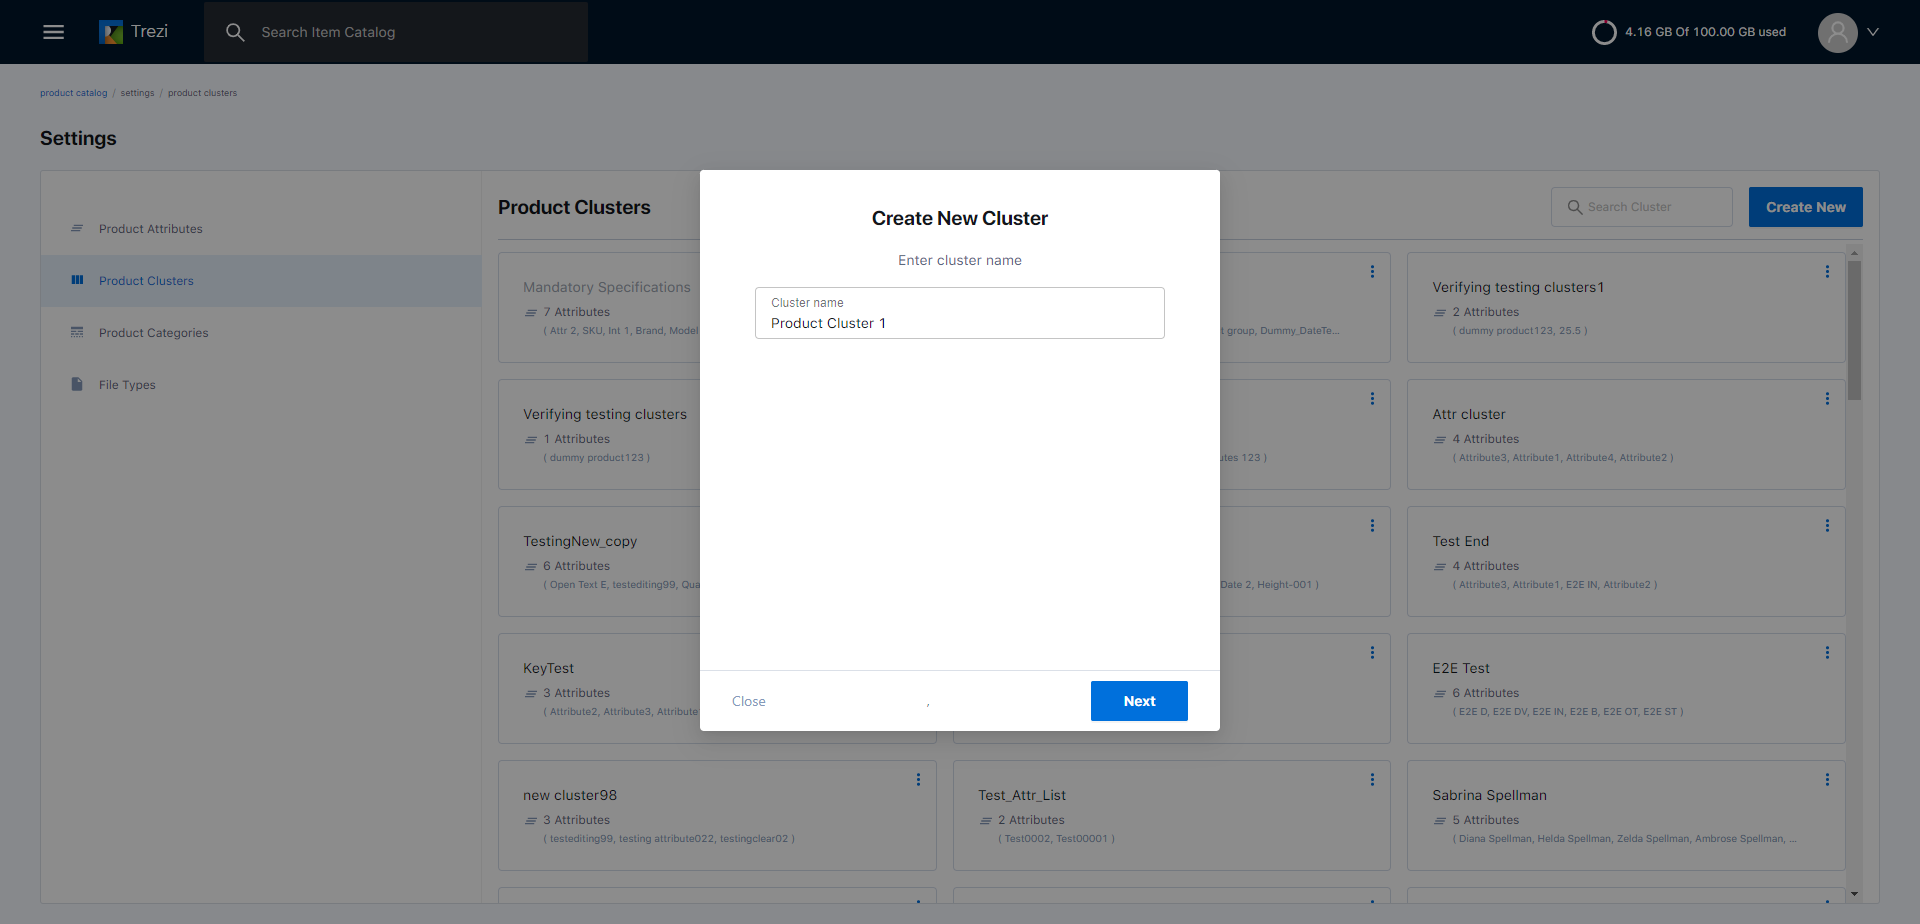 Trezi
Search Item Catalog
4.16 GB Of 100.00 GB used
product catalog / settings / product clusters
Settings
Product Attributes
Product Clusters
Product Categories
File Types
Product Clusters
Search Cluster
Create New
Mandatory Specifications
7 Attributes
( Attr 2, SKU, Int 1, Brand, Model
group, Dummy_DateTe...
Verifying testing clusters1
2 Attributes
( dummy product123, 25.5 )
Verifying testing clusters
1 Attributes
( dummy product123 )
123 )
Attr cluster
4 Attributes
( Attribute3, Attribute1, Attribute4, Attribute2 )
TestingNew_copy
6 Attributes
( Open Text E, testediting99, Qua
Date 2, Height-001 )
Test End
4 Attributes
( Attribute3, Attribute1, E2E IN, Attribute2 )
KeyTest
3 Attributes
( Attribute2, Attribute3, Attribute
E2E Test
6 Attributes
( E2E D, E2E DV, E2E IN, E2E B, E2E OT, E2E ST )
new cluster98
3 Attributes
( testediting99, testing attribute022, testingclear02 )
Test_Attr_List
2 Attributes
( Test0002, Test00001 )
Sabrina Spellman
5 Attributes
( Diana Spellman, Helda Spellman, Zelda Spellman, Ambrose Spellman, ...
Create New Cluster
Enter cluster name
Cluster name
Product Cluster 1
Close
,
Next